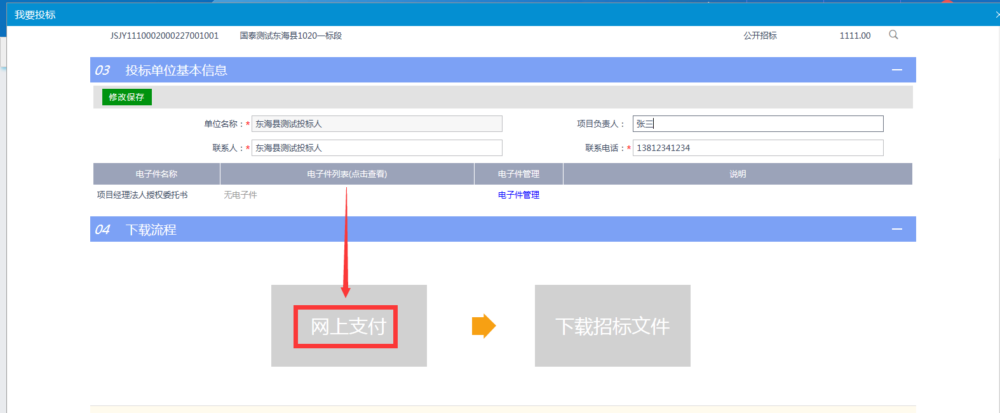 我要投标
JSJY1110002000227001001 国泰测试东海县1020一标段 公开招标 1111.00
03 投标单位基本信息
修改保存
单位名称：* 东海县测试投标人 项目负责人： 张三
联系人：* 东海县测试投标人 联系电话：* 13812341234
电子件名称 电子件列表(点击查看) 电子件管理 说明
项目经理法人授权委托书 无电子件 电子件管理
04 下载流程
网上支付 下载招标文件